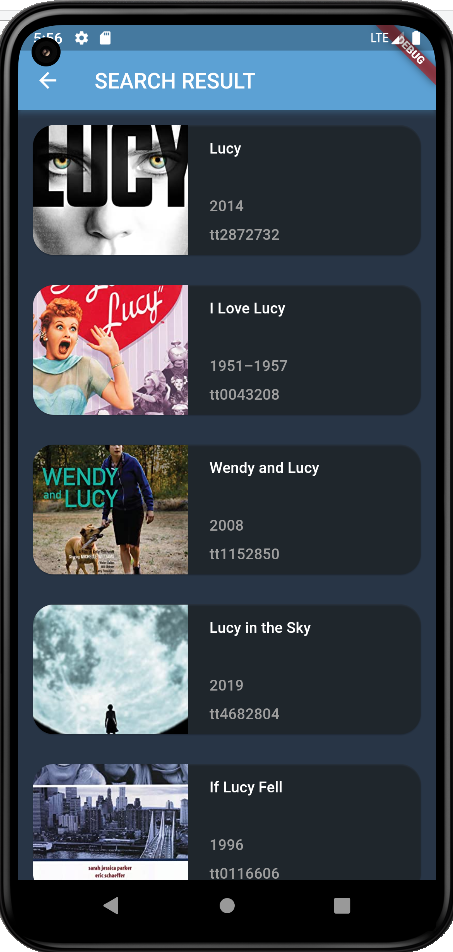 5:56
LTE
DEBUG
SEARCH RESULT
LUCY
Lucy
2014
tt2872732
Lucy"
I Love Lucy
1951–1957
tt0043208
WENDY
and LUCY
Wendy and Lucy
2008
tt1152850
Lucy in the Sky
2019
tt4682804
If Lucy Fell
1996
tt0116606
sarah jessica parker
eric schaeffer